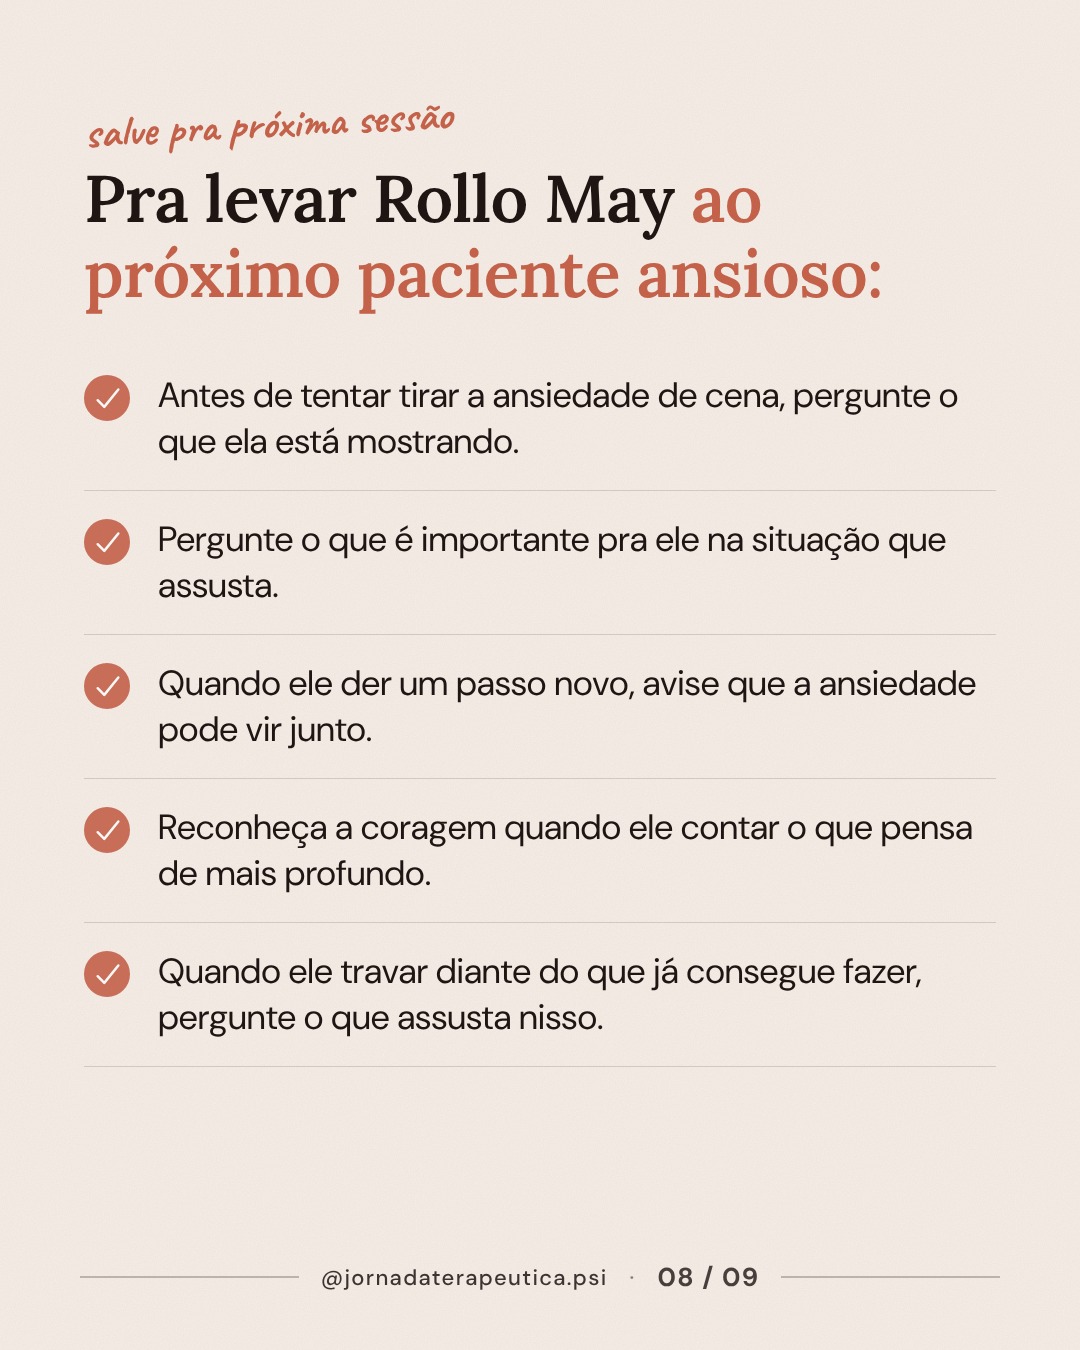 salve pra próxima sessão
Pra levar Rollo May ao
próximo paciente ansioso:
Antes de tentar tirar a ansiedade de cena, pergunte o
que ela está mostrando.
Pergunte o que é importante pra ele na situação que
assusta.
Quando ele der um passo novo, avise que a ansiedade
pode vir junto.
Reconheça a coragem quando ele contar o que pensa
de mais profundo.
Quando ele travar diante do que já consegue fazer,
pergunte o que assusta nisso.
@jornadaterapeutica.psi · 08 / 09